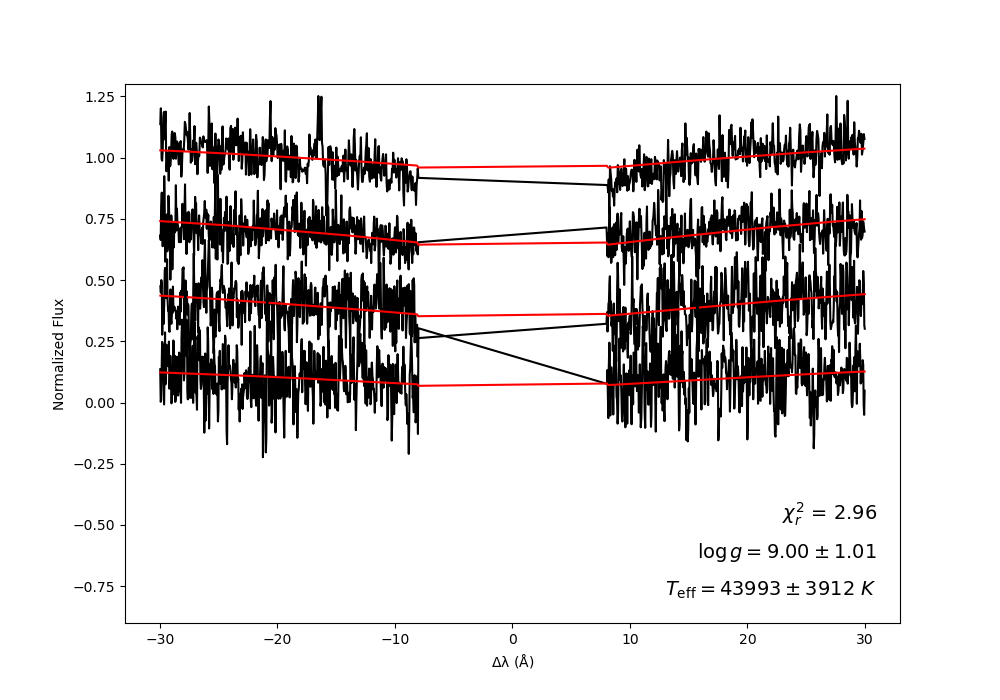 1.25
1.00
0.75
0.50
0.25
0.00
−0.25
−0.50
−0.75
Normalized Flux
χ²ᵣ = 2.96
log g = 9.00 ± 1.01
T_eff = 43993 ± 3912 K
−30 −20 −10 0 10 20 30
Δλ (Å)